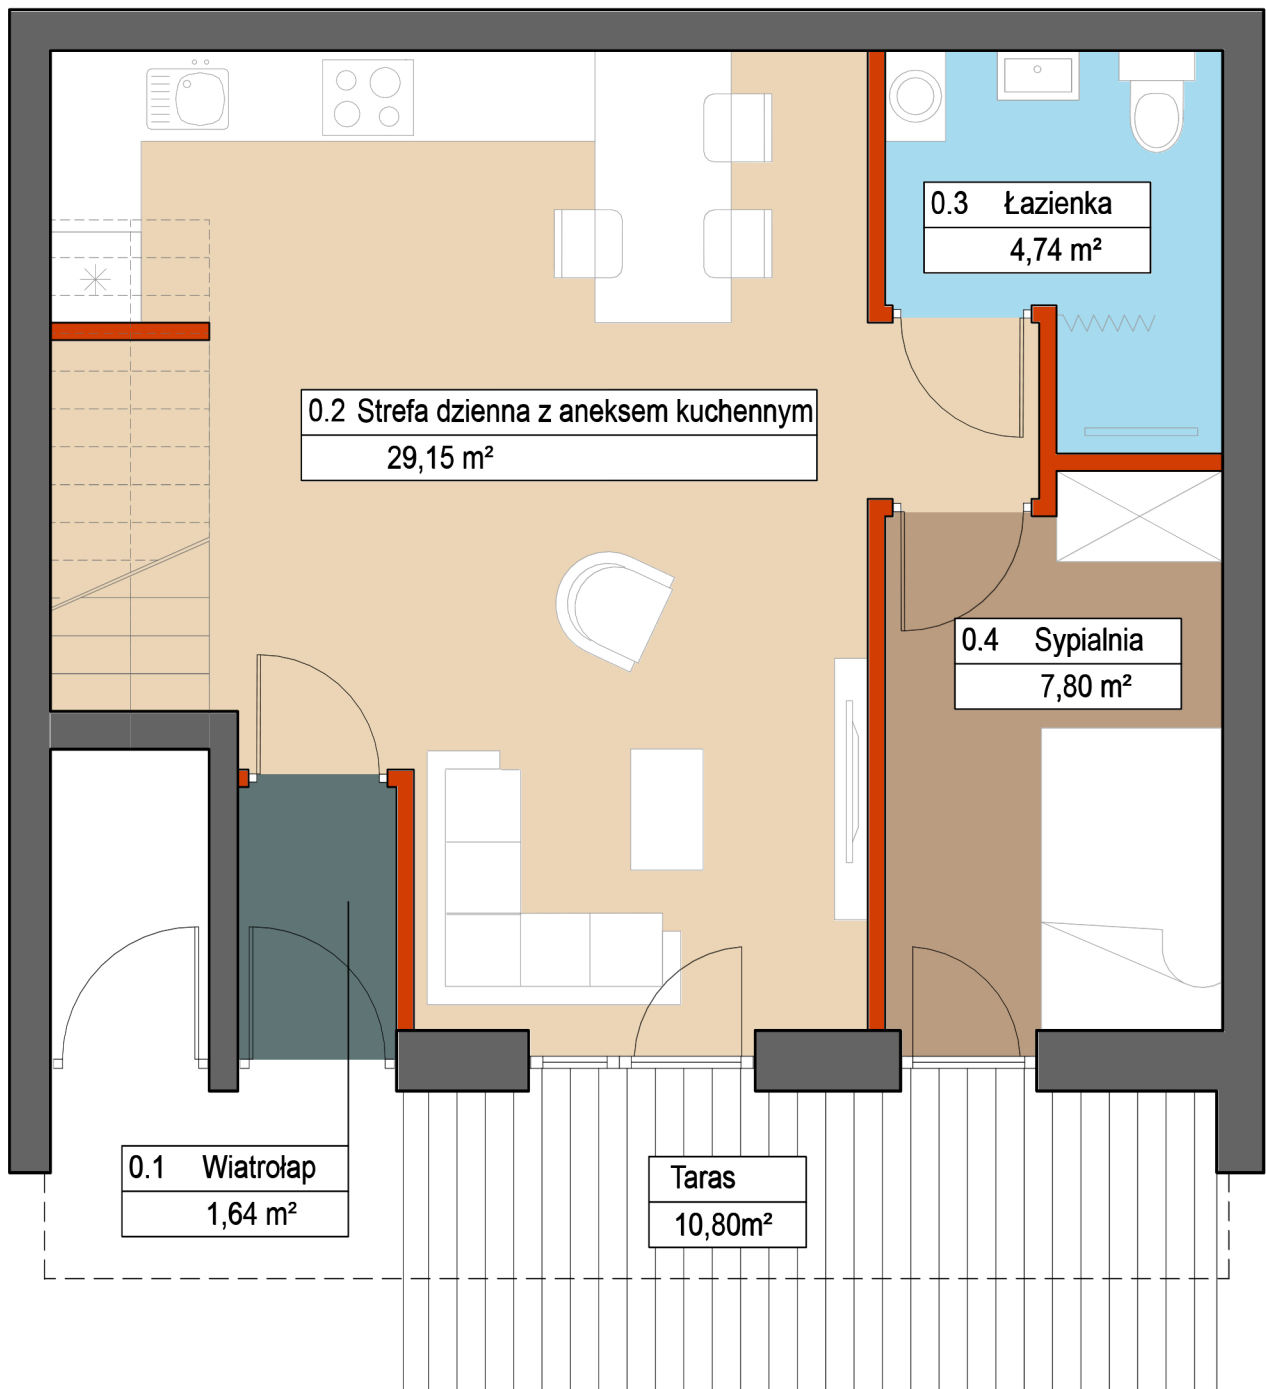 0.3 Łazienka
4,74 m²
0.2 Strefa dzienna z aneksem kuchennym
29,15 m²
0.4 Sypialnia
7,80 m²
0.1 Wiatrołap
1,64 m²
Taras
10,80m²